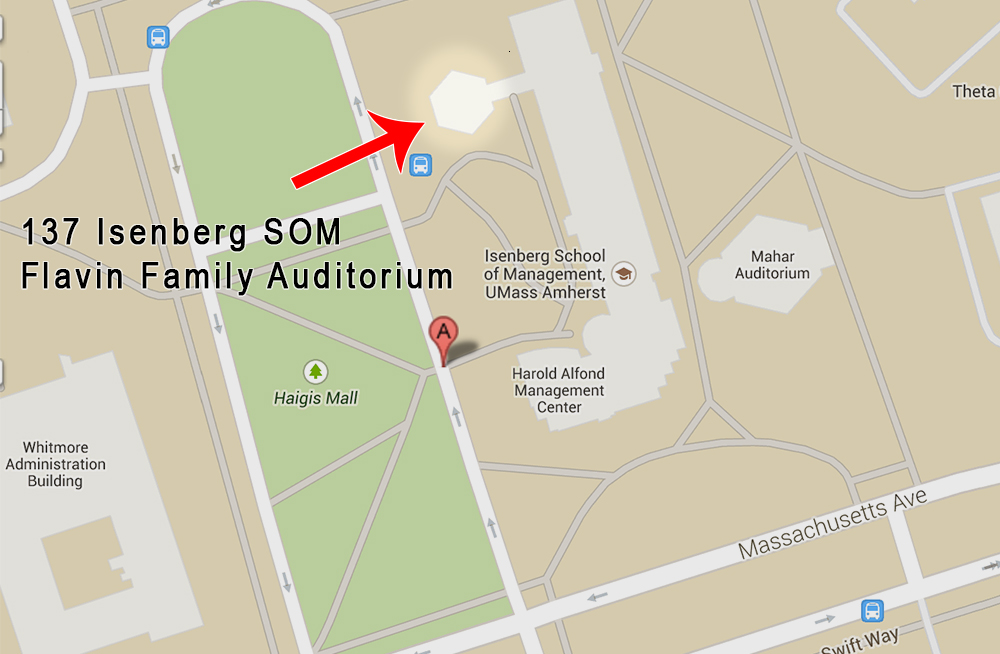 Theta
137 Isenberg SOM
Flavin Family Auditorium
Isenberg School
of Management,
UMass Amherst
Mahar
Auditorium
A
Haigis Mall
Harold Alfond
Management
Center
Whitmore
Administration
Building
Massachusetts Ave
Swift Way